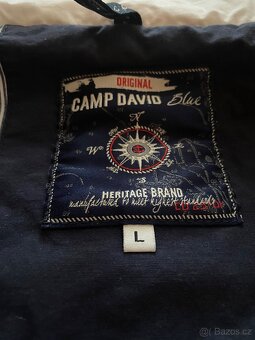 ORIGINAL
CAMP DAVID Blue
N
W
HERITAGE BRAND
manufactured to meet highest standards
L
©bazos.cz